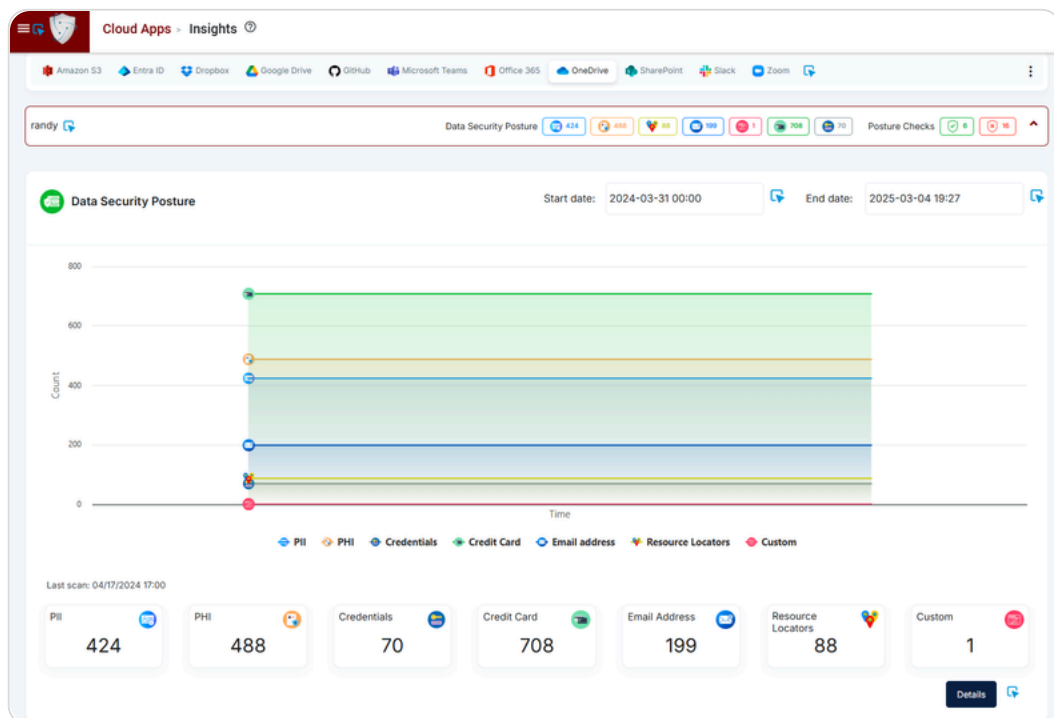 Cloud Apps » Insights
Amazon S3 Entra ID Dropbox Google Drive GitHub Microsoft Teams Office 365 OneDrive SharePoint Slack Zoom
randy Data Security Posture 424 488 88 199 1 708 70 Posture Checks 6 16
Data Security Posture Start date: 2024-03-31 00:00 End date: 2025-03-04 19:27
800
600
400
200
0
Count
Time
PII PHI Credentials Credit Card Email address Resource Locators Custom
Last scan: 04/17/2024 17:00
PII PHI Credentials Credit Card Email Address Resource Locators Custom
424 488 70 708 199 88 1
Details